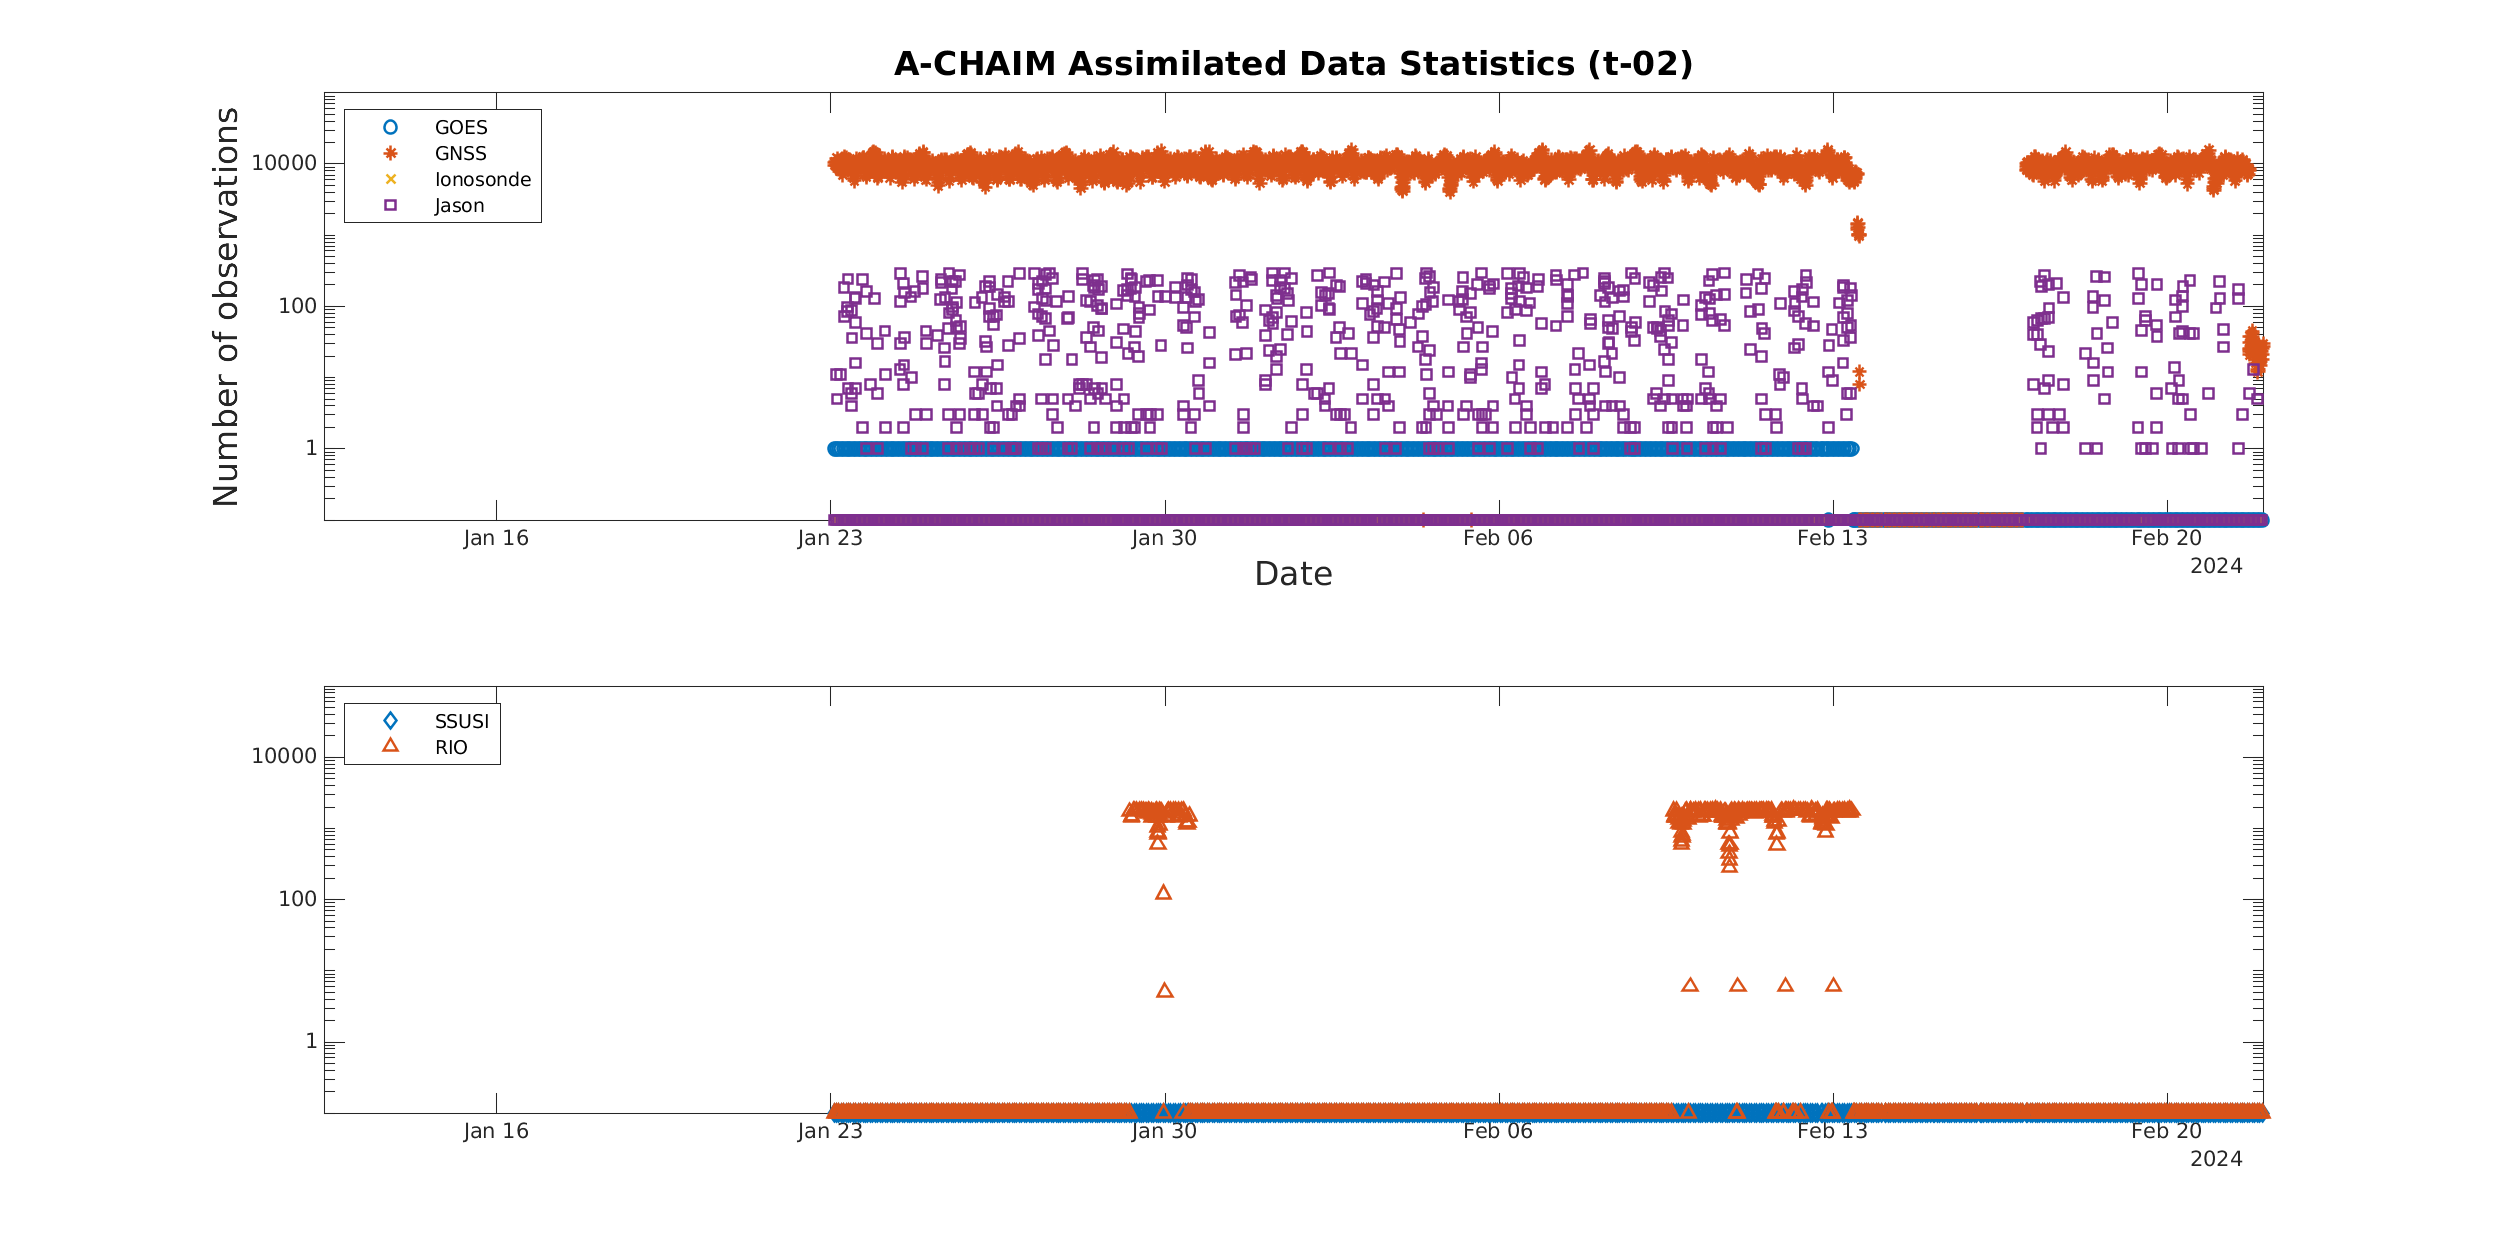 A-CHAIM Assimilated Data Statistics (t-02)
Number of observations
10000
100
1
GOES
GNSS
Ionosonde
Jason
Jan 16
Jan 23
Jan 30
Feb 06
Feb 13
Feb 20
2024
Date
10000
100
1
SSUSI
RIO
Jan 16
Jan 23
Jan 30
Feb 06
Feb 13
Feb 20
2024